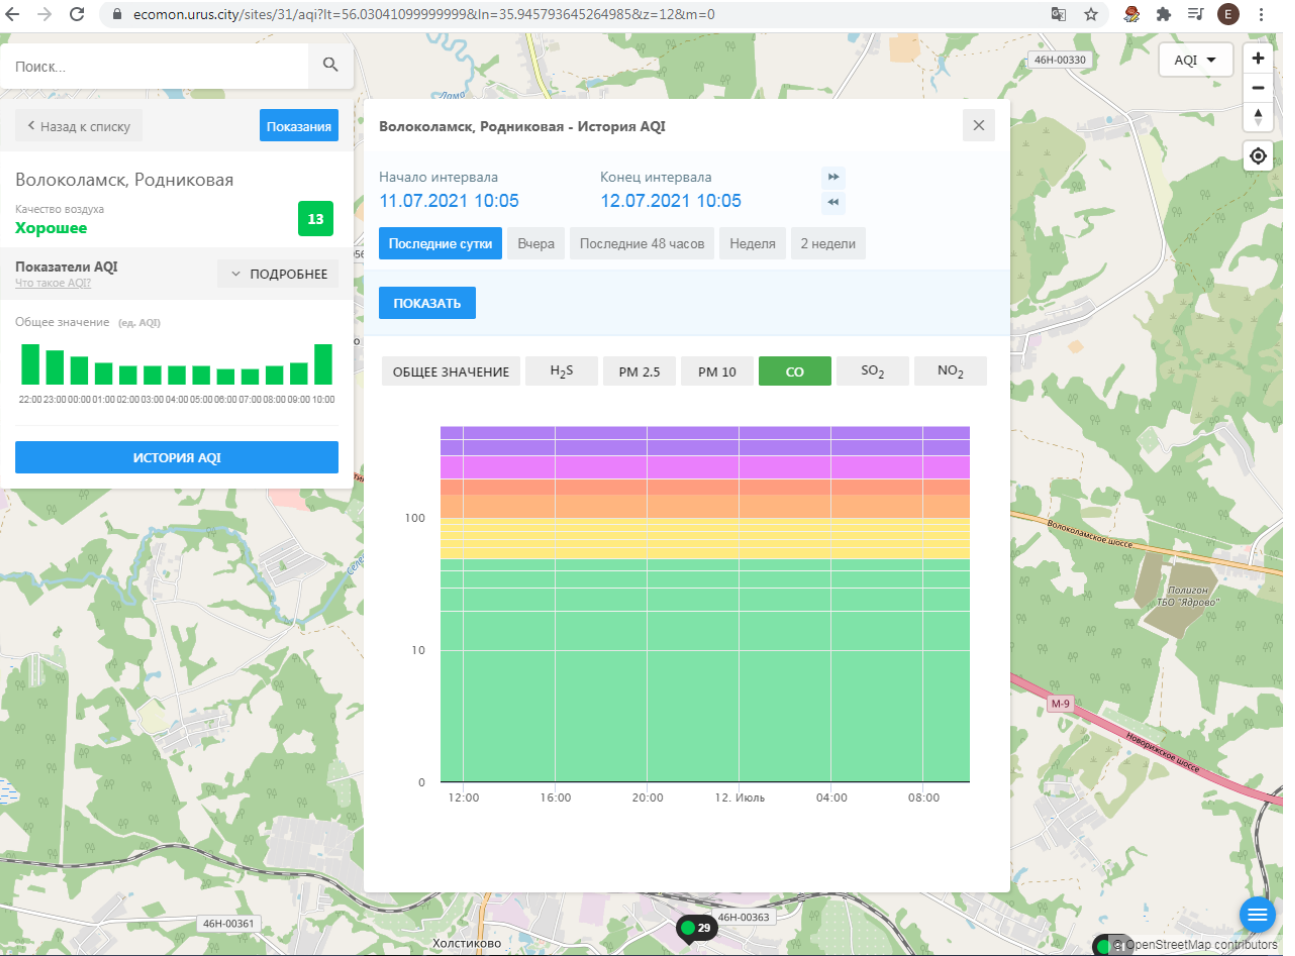 ecomon.urus.city/sites/31/aqi?lt=56.03041099999999&ln=35.945793645264985&z=12&m=0
E
Поиск...
46Н-00330
AQI
Назад к списку
Показания
Волоколамск, Родниковая
Качество воздуха
Хорошее
13
Показатели AQI
Что такое AQI?
ПОДРОБНЕЕ
Общее значение (ед. AQI)
22:00 23:00 00:00 01:00 02:00 03:00 04:00 05:00 06:00 07:00 08:00 09:00 10:00
ИСТОРИЯ AQI
Волоколамск, Родниковая - История AQI
Начало интервала
Конец интервала
11.07.2021 10:05
12.07.2021 10:05
Последние сутки
Вчера
Последние 48 часов
Неделя
2 недели
ПОКАЗАТЬ
ОБЩЕЕ ЗНАЧЕНИЕ
H₂S
PM 2.5
PM 10
CO
SO₂
NO₂
100
10
0
12:00
16:00
20:00
12. Июль
04:00
08:00
Волоколамское шоссе
Полигон
ТБО "Ядрово"
М-9
Новорижское шоссе
46Н-00361
46Н-00363
29
Холстиково
© OpenStreetMap contributors